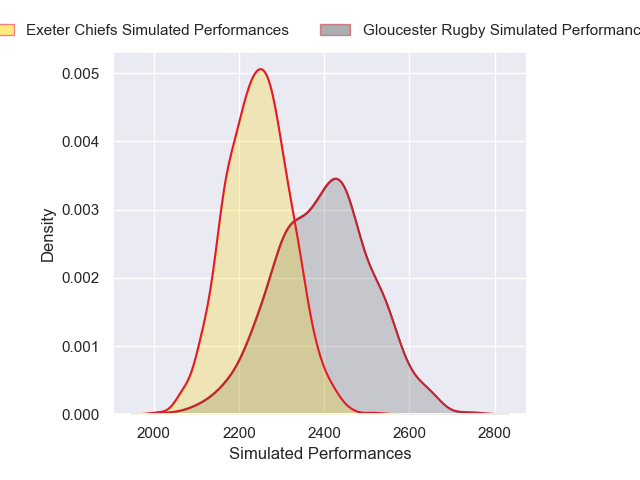 Exeter Chiefs Simulated Performances Gloucester Rugby Simulated Performanc
0.005
0.004
0.003
0.002
0.001
0.000
Density
2000 2200 2400 2600 2800
Simulated Performances